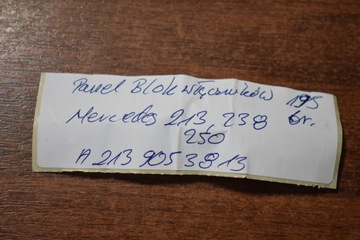 Panel Blok włączników 195
Mercedes 213, 238 br.
250
A 213 905 38 13